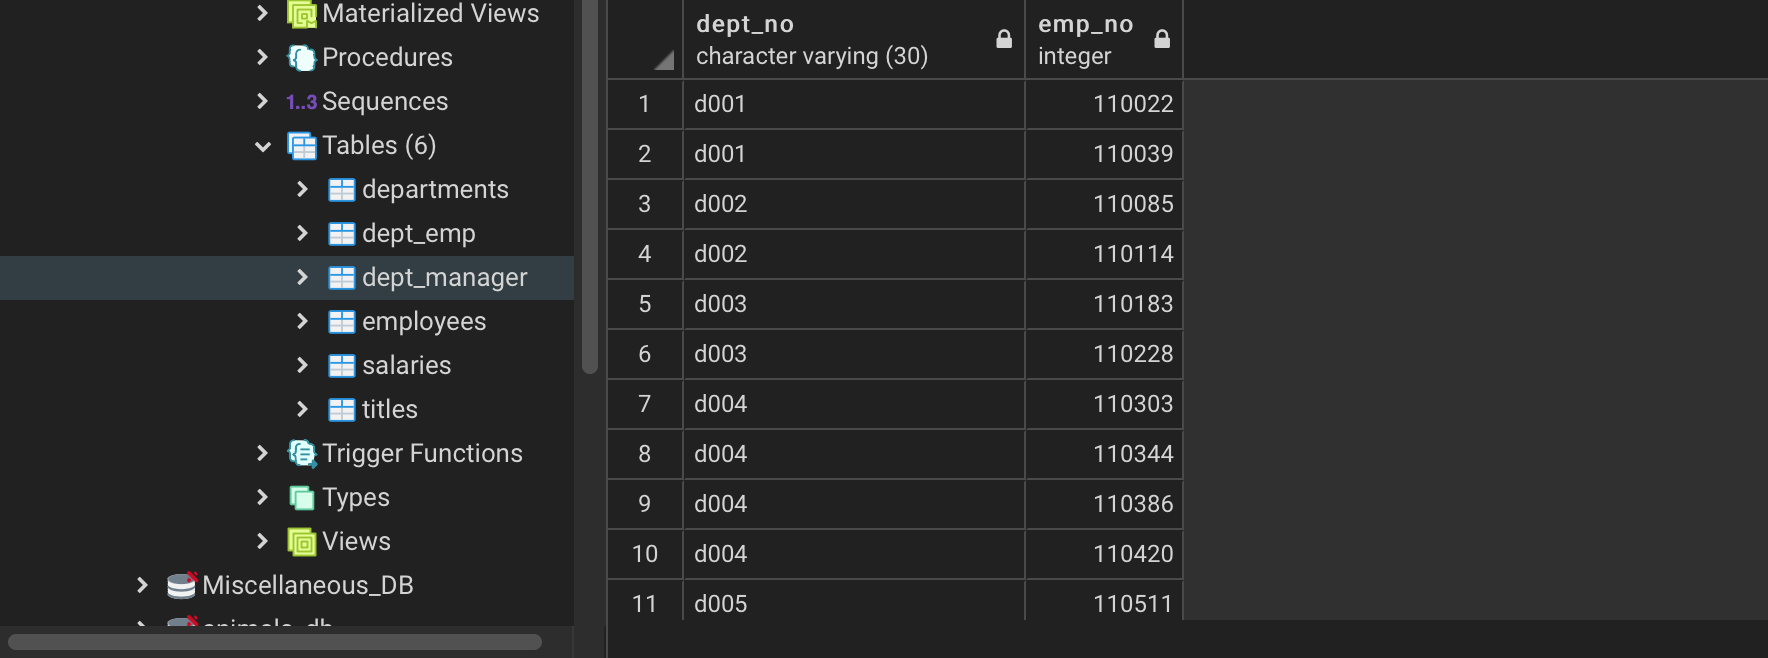 Materialized Views
Procedures
1..3 Sequences
Tables (6)
departments
dept_emp
dept_manager
employees
salaries
titles
Trigger Functions
Types
Views
Miscellaneous_DB
dept_no
character varying (30)
emp_no
integer
1 d001 110022
2 d001 110039
3 d002 110085
4 d002 110114
5 d003 110183
6 d003 110228
7 d004 110303
8 d004 110344
9 d004 110386
10 d004 110420
11 d005 110511